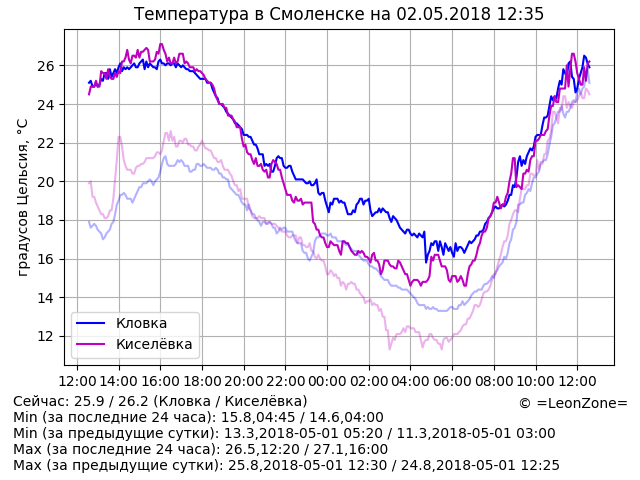 Температура в Смоленске на 02.05.2018 12:35
градусов Цельсия, °C
26
24
22
20
18
16
14
12
Кловка
Киселёвка
12:00 14:00 16:00 18:00 20:00 22:00 00:00 02:00 04:00 06:00 08:00 10:00 12:00
Сейчас: 25.9 / 26.2 (Кловка / Киселёвка)
© =LeonZone=
Min (за последние 24 часа): 15.8,04:45 / 14.6,04:00
Min (за предыдущие сутки): 13.3,2018-05-01 05:20 / 11.3,2018-05-01 03:00
Max (за последние 24 часа): 26.5,12:20 / 27.1,16:00
Max (за предыдущие сутки): 25.8,2018-05-01 12:30 / 24.8,2018-05-01 12:25